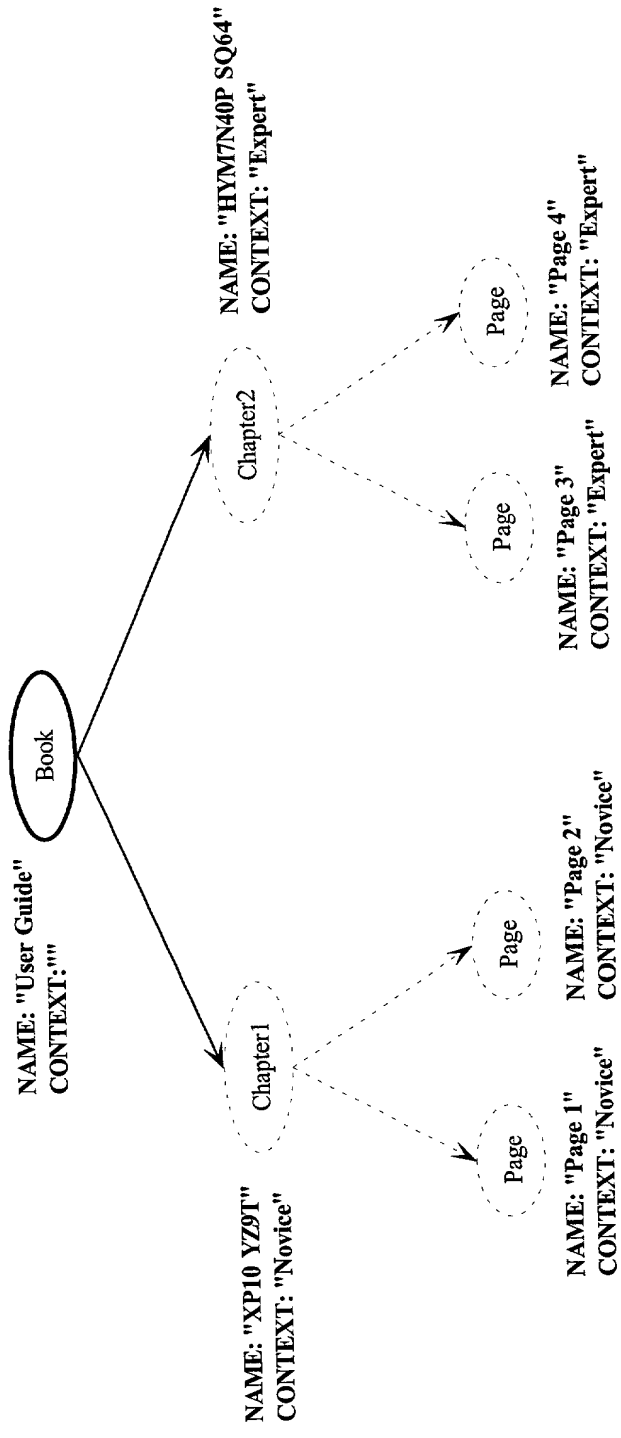 NAME: "User Guide"
CONTEXT:""
Book
NAME: "XP10 YZ9T"
CONTEXT: "Novice"
Chapter1
Chapter2
NAME: "HYM7N40P SQ64"
CONTEXT: "Expert"
Page
Page
Page
Page
NAME: "Page 1"
CONTEXT: "Novice"
NAME: "Page 2"
CONTEXT: "Novice"
NAME: "Page 3"
CONTEXT: "Expert"
NAME: "Page 4"
CONTEXT: "Expert"